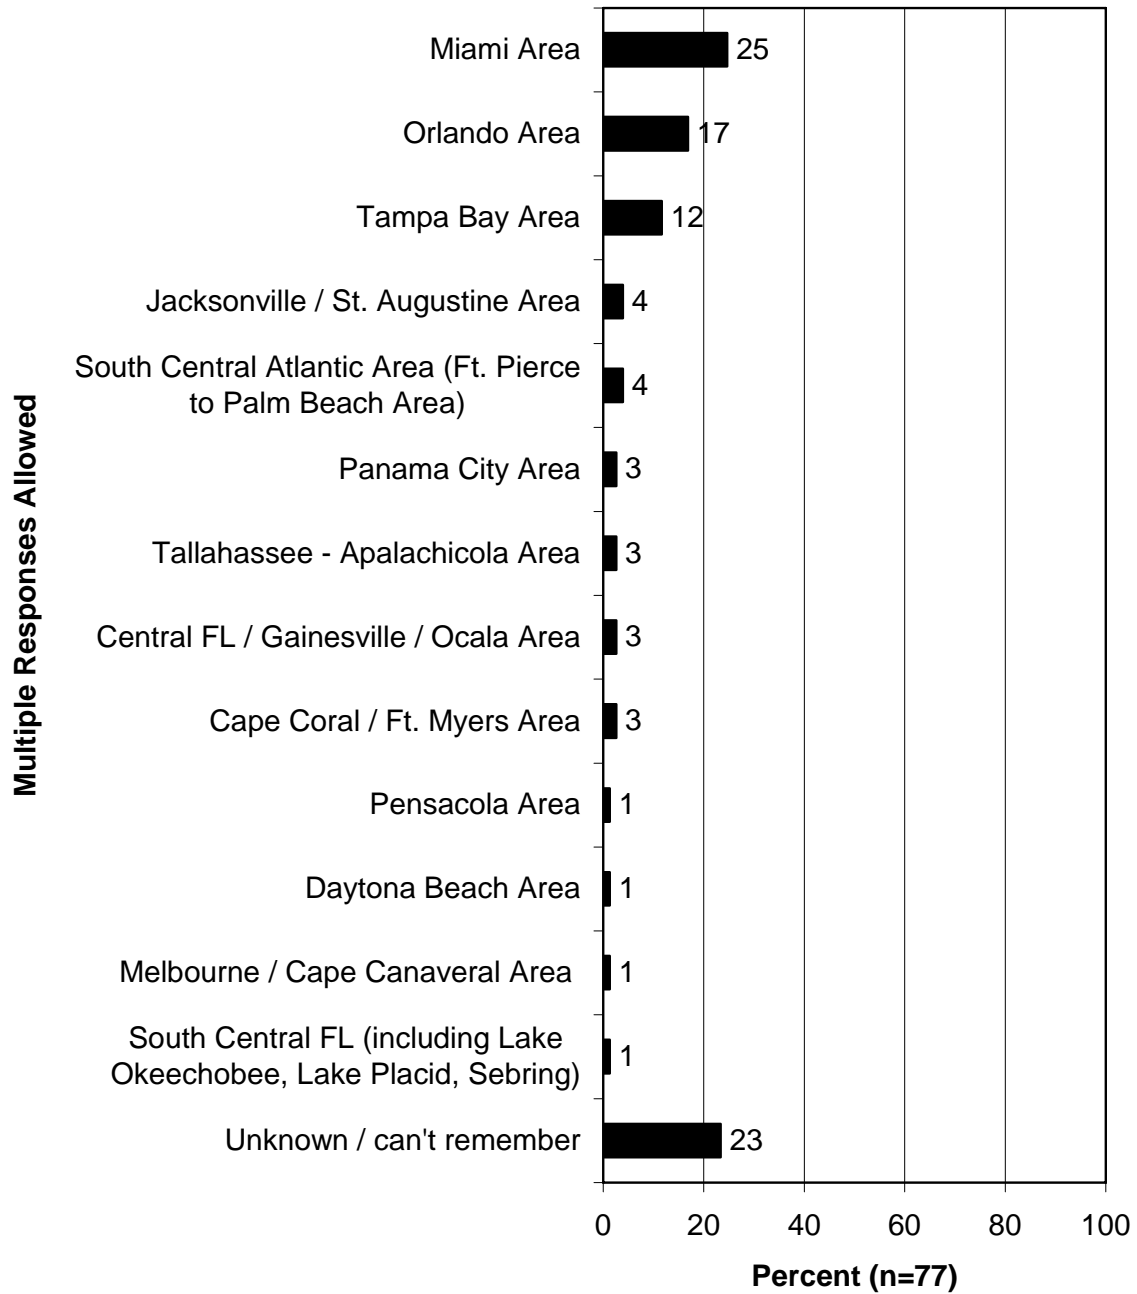 Multiple Responses Allowed
Miami Area 25
Orlando Area 17
Tampa Bay Area 12
Jacksonville / St. Augustine Area 4
South Central Atlantic Area (Ft. Pierce
to Palm Beach Area) 4
Panama City Area 3
Tallahassee - Apalachicola Area 3
Central FL / Gainesville / Ocala Area 3
Cape Coral / Ft. Myers Area 3
Pensacola Area 1
Daytona Beach Area 1
Melbourne / Cape Canaveral Area 1
South Central FL (including Lake
Okeechobee, Lake Placid, Sebring) 1
Unknown / can't remember 23
0 20 40 60 80 100
Percent (n=77)